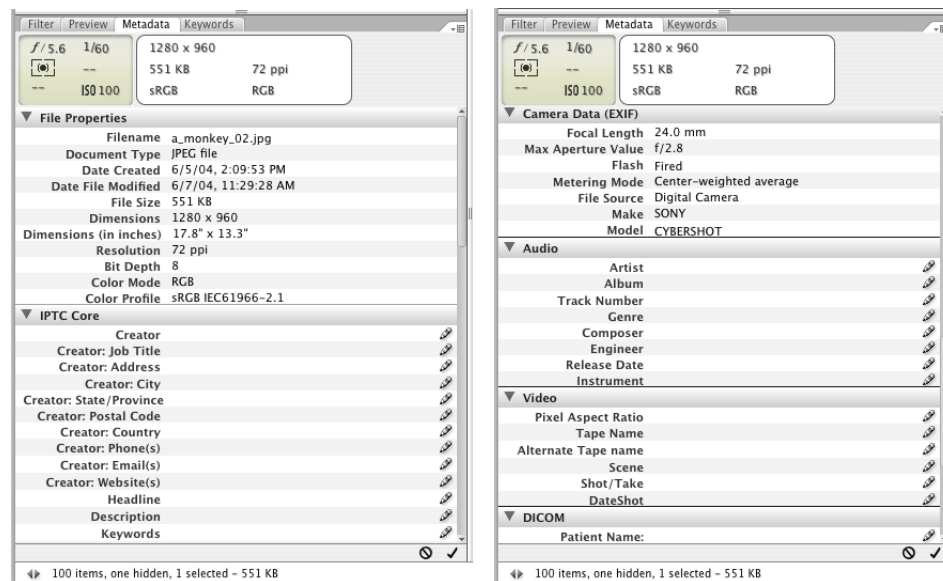 Filter Preview Metadata Keywords
f/5.6 1/60
--
-- ISO 100
1280 x 960
551 KB 72 ppi
sRGB RGB
File Properties
Filename a_monkey_02.jpg
Document Type JPEG file
Date Created 6/5/04, 2:09:53 PM
Date File Modified 6/7/04, 11:29:28 AM
File Size 551 KB
Dimensions 1280 x 960
Dimensions (in inches) 17.8" x 13.3"
Resolution 72 ppi
Bit Depth 8
Color Mode RGB
Color Profile sRGB IEC61966-2.1
IPTC Core
Creator
Creator: Job Title
Creator: Address
Creator: City
Creator: State/Province
Creator: Postal Code
Creator: Country
Creator: Phone(s)
Creator: Email(s)
Creator: Website(s)
Headline
Description
Keywords
100 items, one hidden, 1 selected - 551 KB
Filter Preview Metadata Keywords
f/5.6 1/60
--
-- ISO 100
1280 x 960
551 KB 72 ppi
sRGB RGB
Camera Data (EXIF)
Focal Length 24.0 mm
Max Aperture Value f/2.8
Flash Fired
Metering Mode Center-weighted average
File Source Digital Camera
Make SONY
Model CYBERSHOT
Audio
Artist
Album
Track Number
Genre
Composer
Engineer
Release Date
Instrument
Video
Pixel Aspect Ratio
Tape Name
Alternate Tape name
Scene
Shot/Take
DateShot
DICOM
Patient Name:
100 items, one hidden, 1 selected - 551 KB